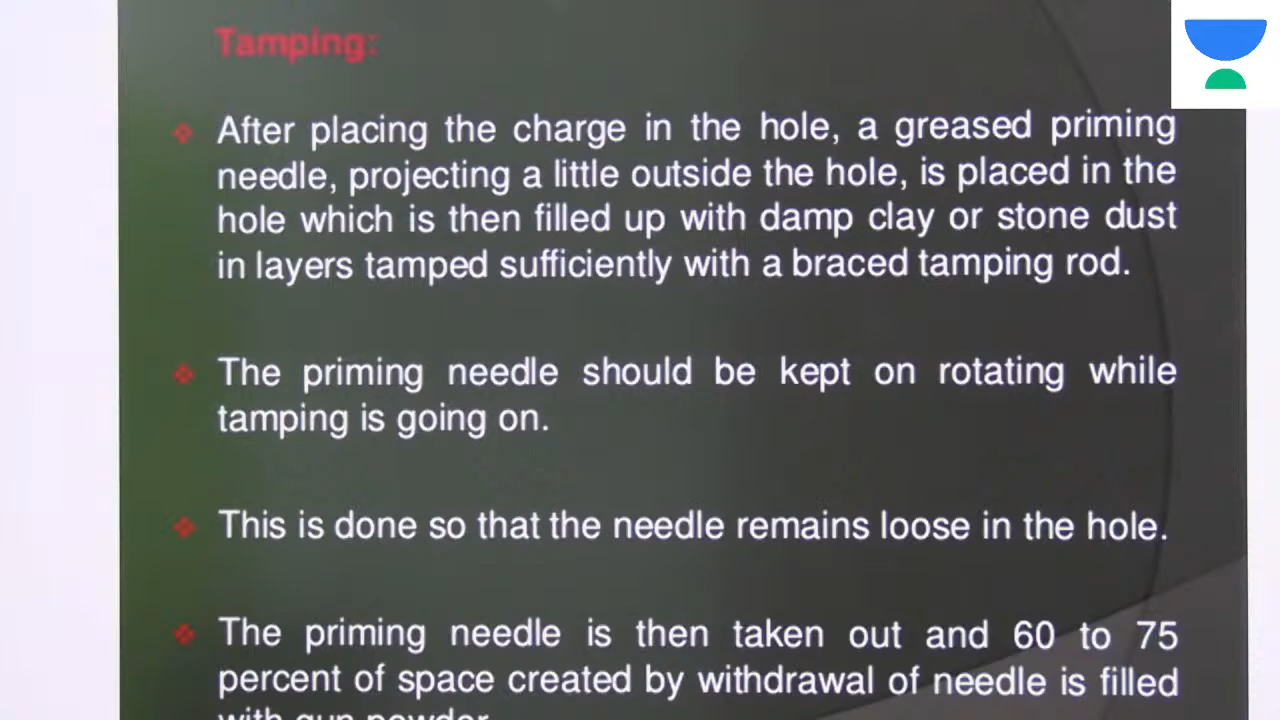 Tamping:
After placing the charge in the hole, a greased priming
needle, projecting a little outside the hole, is placed in the
hole which is then filled up with damp clay or stone dust
in layers tamped sufficiently with a braced tamping rod.
The priming needle should be kept on rotating while
tamping is going on.
This is done so that the needle remains loose in the hole.
The priming needle is then taken out and 60 to 75
percent of space created by withdrawal of needle is filled
with gun powder.